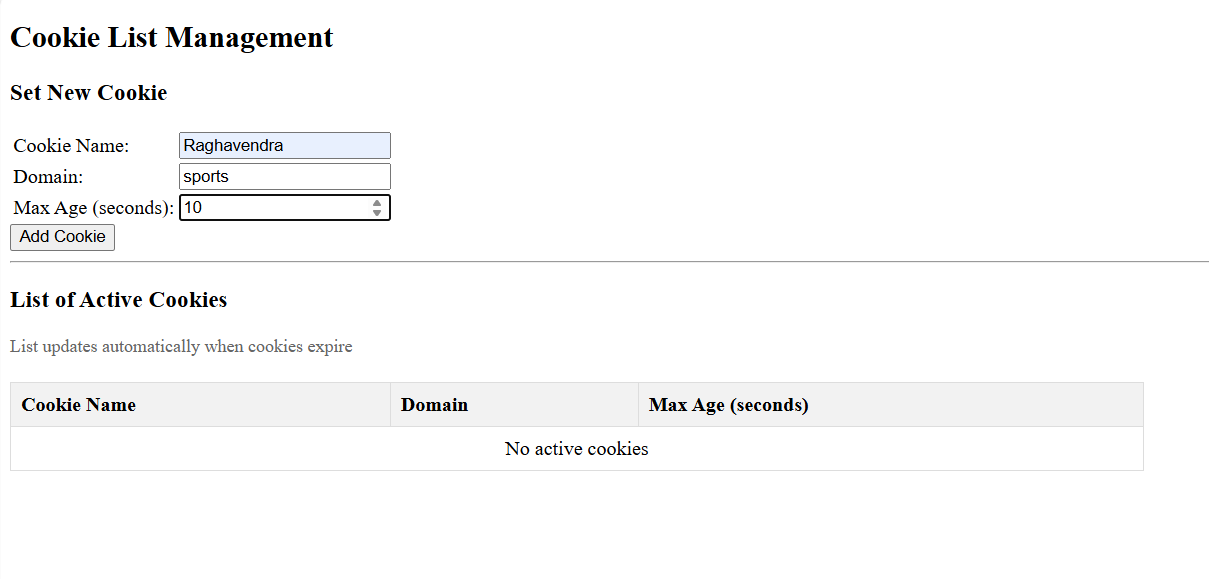 Cookie List Management
Set New Cookie
Cookie Name: Raghavendra
Domain: sports
Max Age (seconds): 10
Add Cookie
List of Active Cookies
List updates automatically when cookies expire
Cookie Name Domain Max Age (seconds)
No active cookies